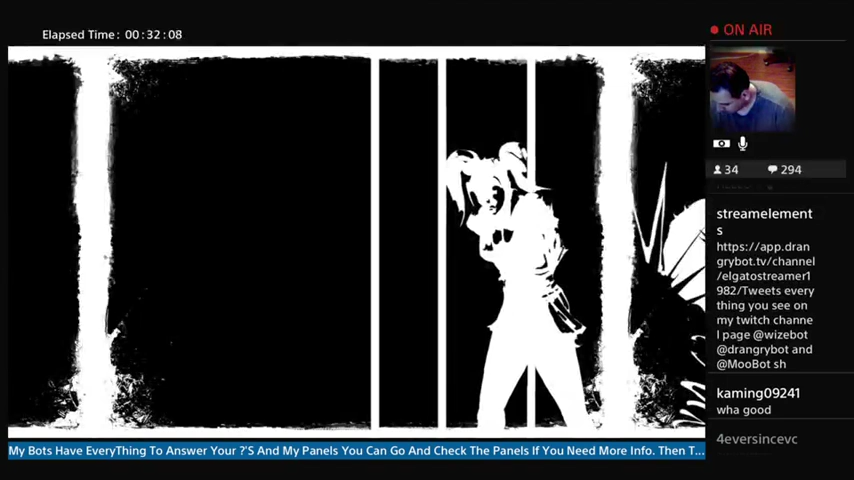 Elapsed Time: 00:32:08
ON AIR
34
294
streamelement
s
https://app.dran
grybot.tv/channel
/elgatostreamer1
982/Tweets every
thing you see on
my twitch channe
l page @wizebot
@drangrybot and
@MooBot sh
kaming09241
wha good
4eversincevc
My Bots Have EveryThing To Answer Your ?'S And My Panels You Can Go And Check The Panels If You Need More Info. Then T...